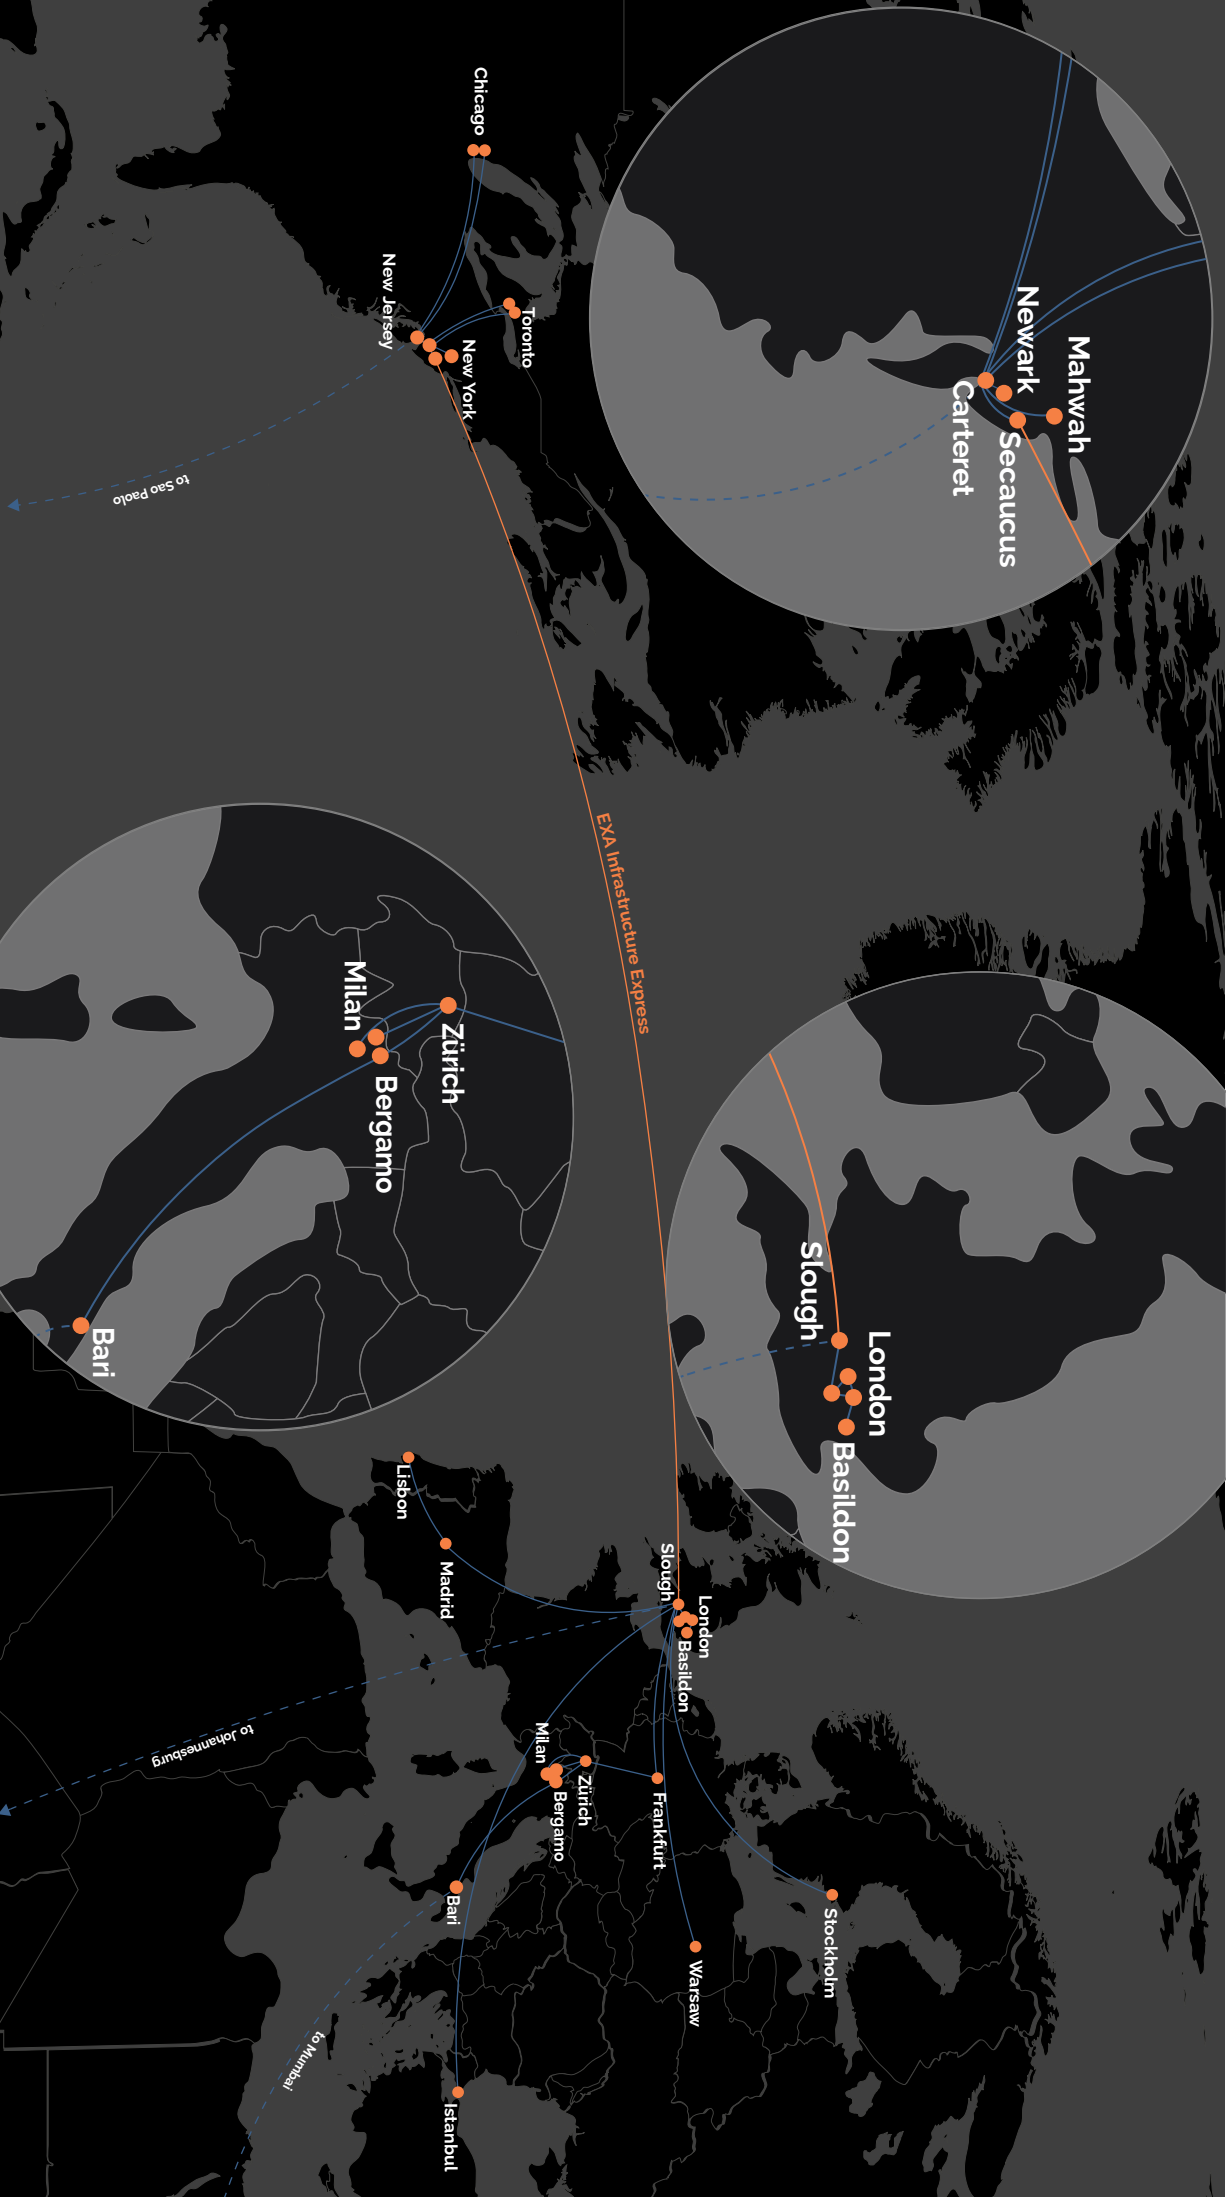 Chicago
Toronto
New Jersey
New York
to Sao Paolo
Newark
Mahwah
Carteret
Secaucus
EXA Infrastructure Express
Milan
Zürich
Bergamo
Bari
Slough
London
Basildon
Lisbon
Madrid
Slough
London
Basildon
to Johannesburg
Milan
Zürich
Bergamo
Frankfurt
Bari
Stockholm
Warsaw
to Mumbai
Istanbul